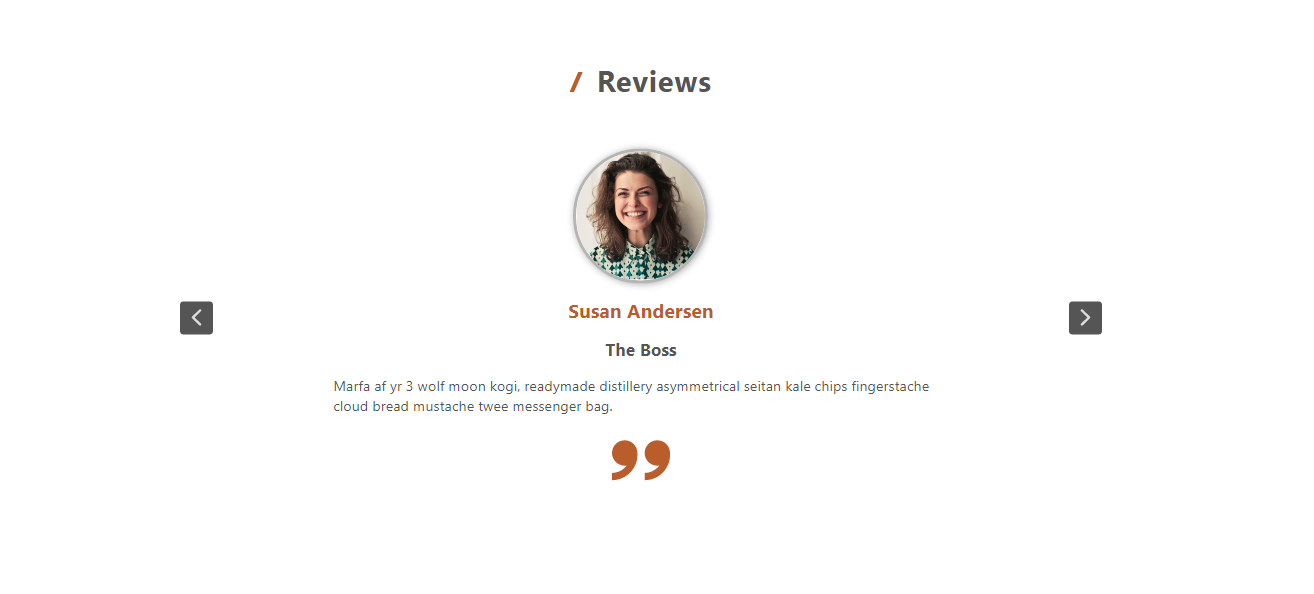 / Reviews
Susan Andersen
The Boss
Marfa af yr 3 wolf moon kogi, readymade distillery asymmetrical seitan kale chips fingerstache
cloud bread mustache twee messenger bag.
”